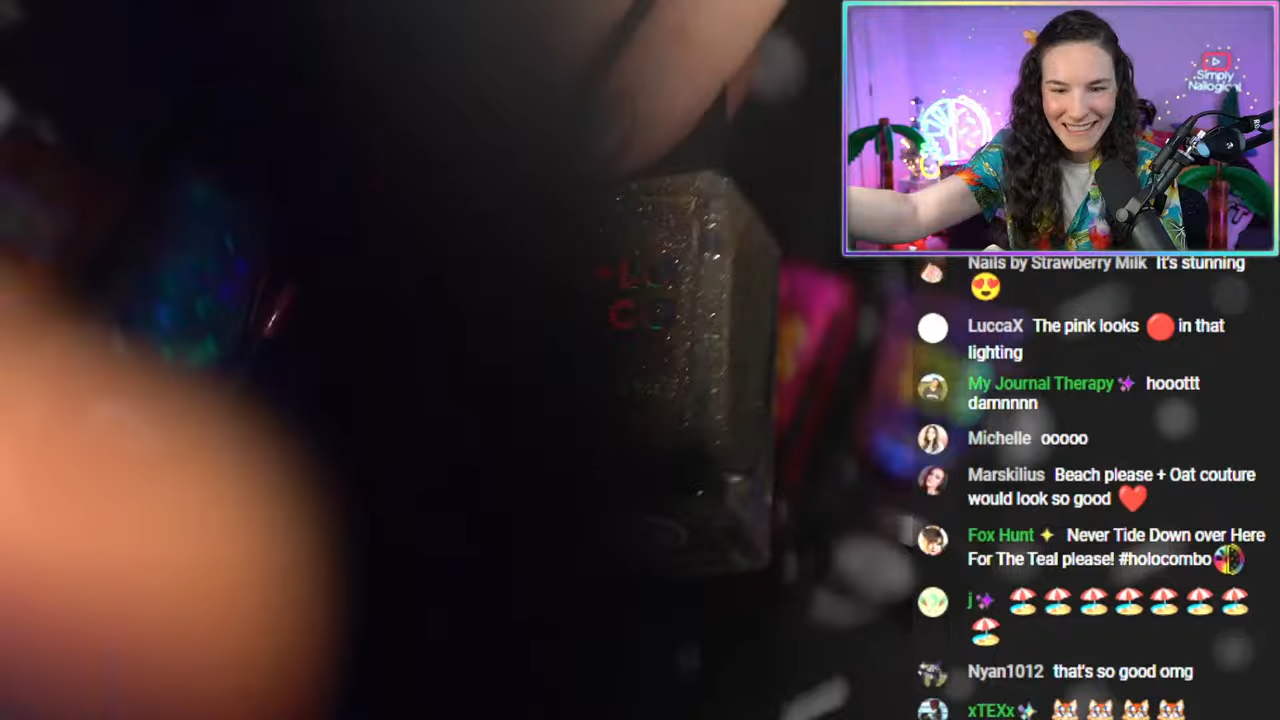 Simply
Nailogical
Nails by Strawberry Milk It's stunning
😍
LuccaX The pink looks 🔴 in that
lighting
My Journal Therapy hooottt
damnnnn
Michelle ooooo
Marskilius Beach please + Oat couture
would look so good ❤️
Fox Hunt Never Tide Down over Here
For The Teal please! #holocombo
j 🏖️🏖️🏖️🏖️🏖️🏖️🏖️
🏖️
Nyan1012 that's so good omg
xTEXx